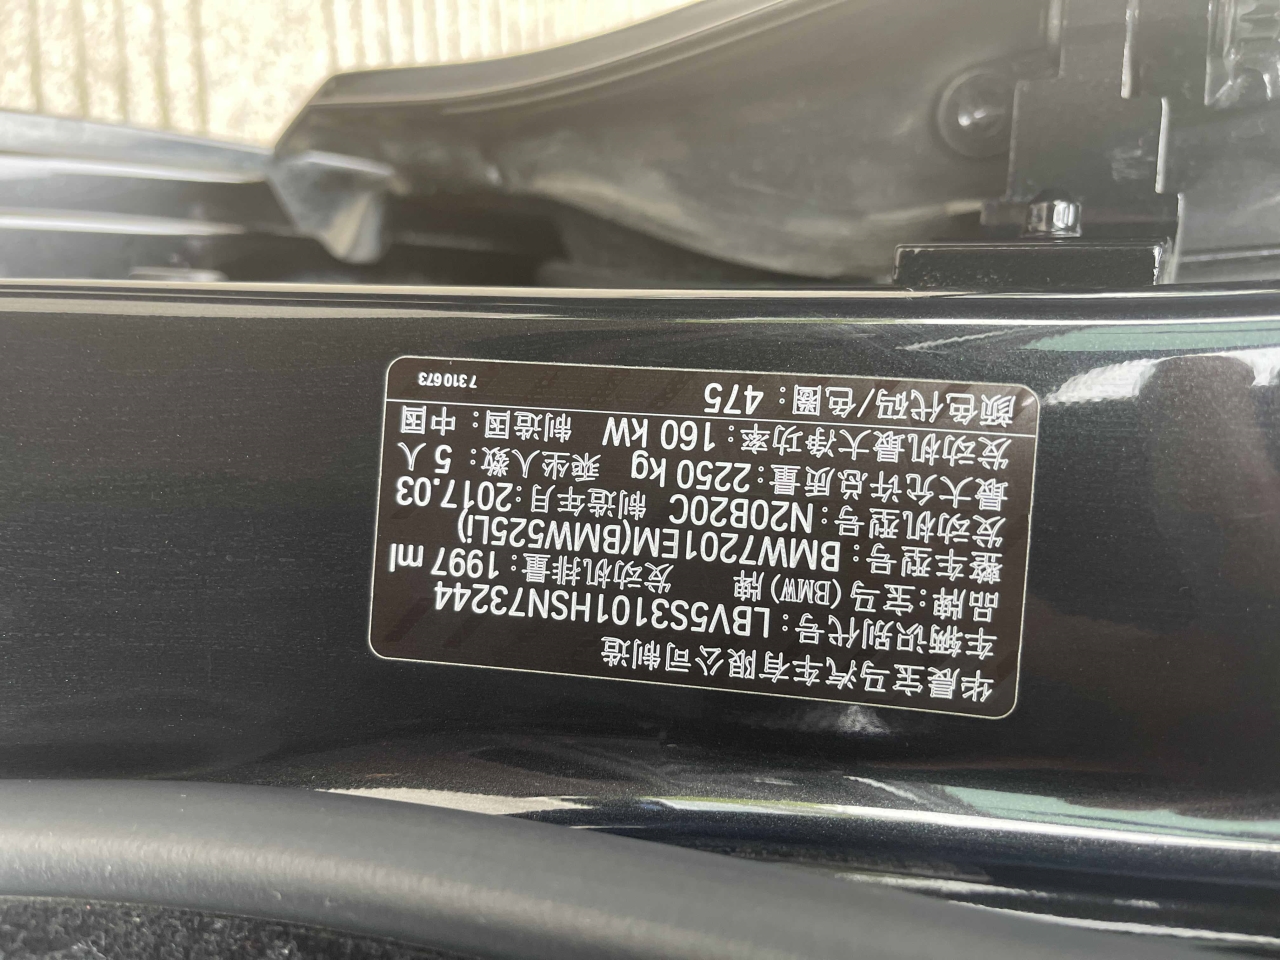 华晨宝马汽车有限公司制造
车辆识别代号：LBV5S3101HSN73244
品牌：宝马(BMW)牌 发动机排量：1997 ml
整车型号：BMW7201EM(BMW525Li)
发动机型号：N20B20C 制造年月：2017.03
最大允许总质量：2250 kg 乘坐人数：5 人
发动机最大净功率：160 kW 制造国：中国
颜色代码/色圈：475 7310673